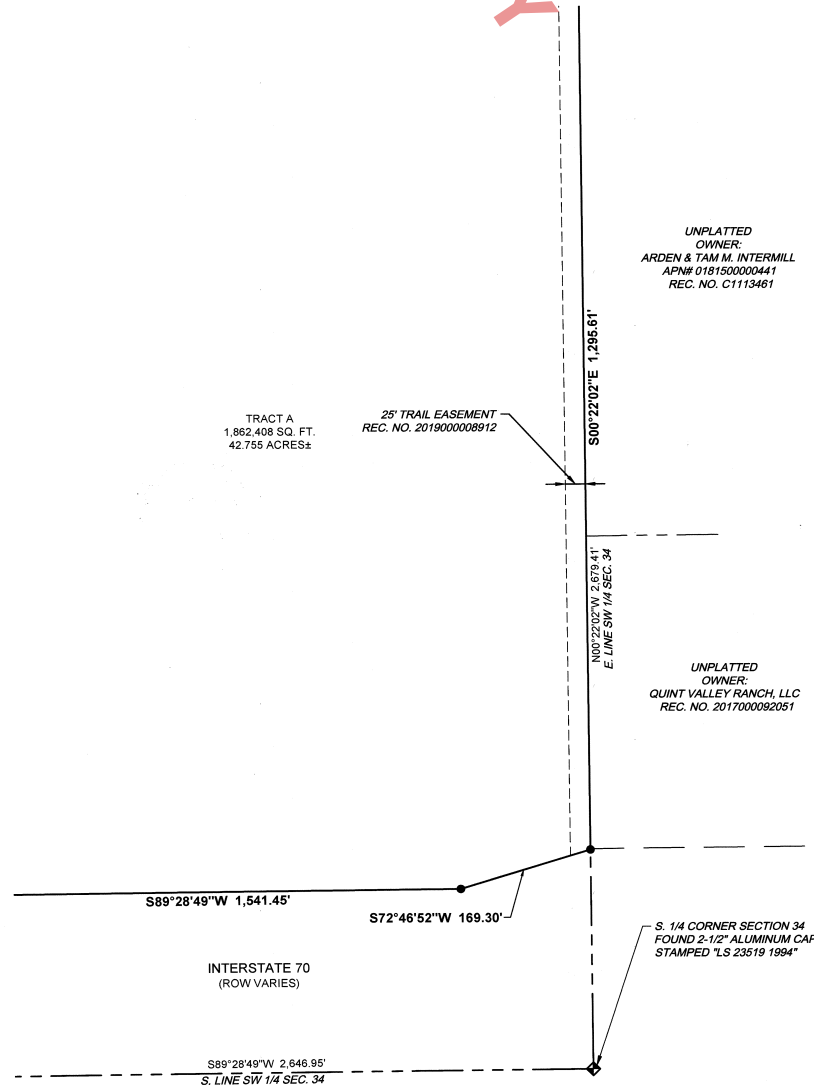 UNPLATTED
OWNER:
ARDEN & TAM M. INTERMILL
APN# 0181500000441
REC. NO. C1113461
S00°22'02"E 1,295.61'
TRACT A
1,862,408 SQ. FT.
42.755 ACRES±
25' TRAIL EASEMENT
REC. NO. 2019000008912
N00°22'02"W 2,679.41'
E. LINE SW 1/4 SEC. 34
UNPLATTED
OWNER:
QUINT VALLEY RANCH, LLC
REC. NO. 2017000092051
S89°28'49"W 1,541.45'
S72°46'52"W 169.30'
S. 1/4 CORNER SECTION 34
FOUND 2-1/2" ALUMINUM CAP
STAMPED "LS 23519 1994"
INTERSTATE 70
(ROW VARIES)
S89°28'49"W 2,646.95'
S. LINE SW 1/4 SEC. 34